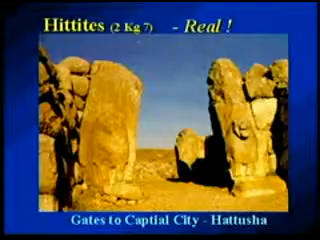 Hittites (2 Kg 7) - Real !
Gates to Captial City - Hattusha